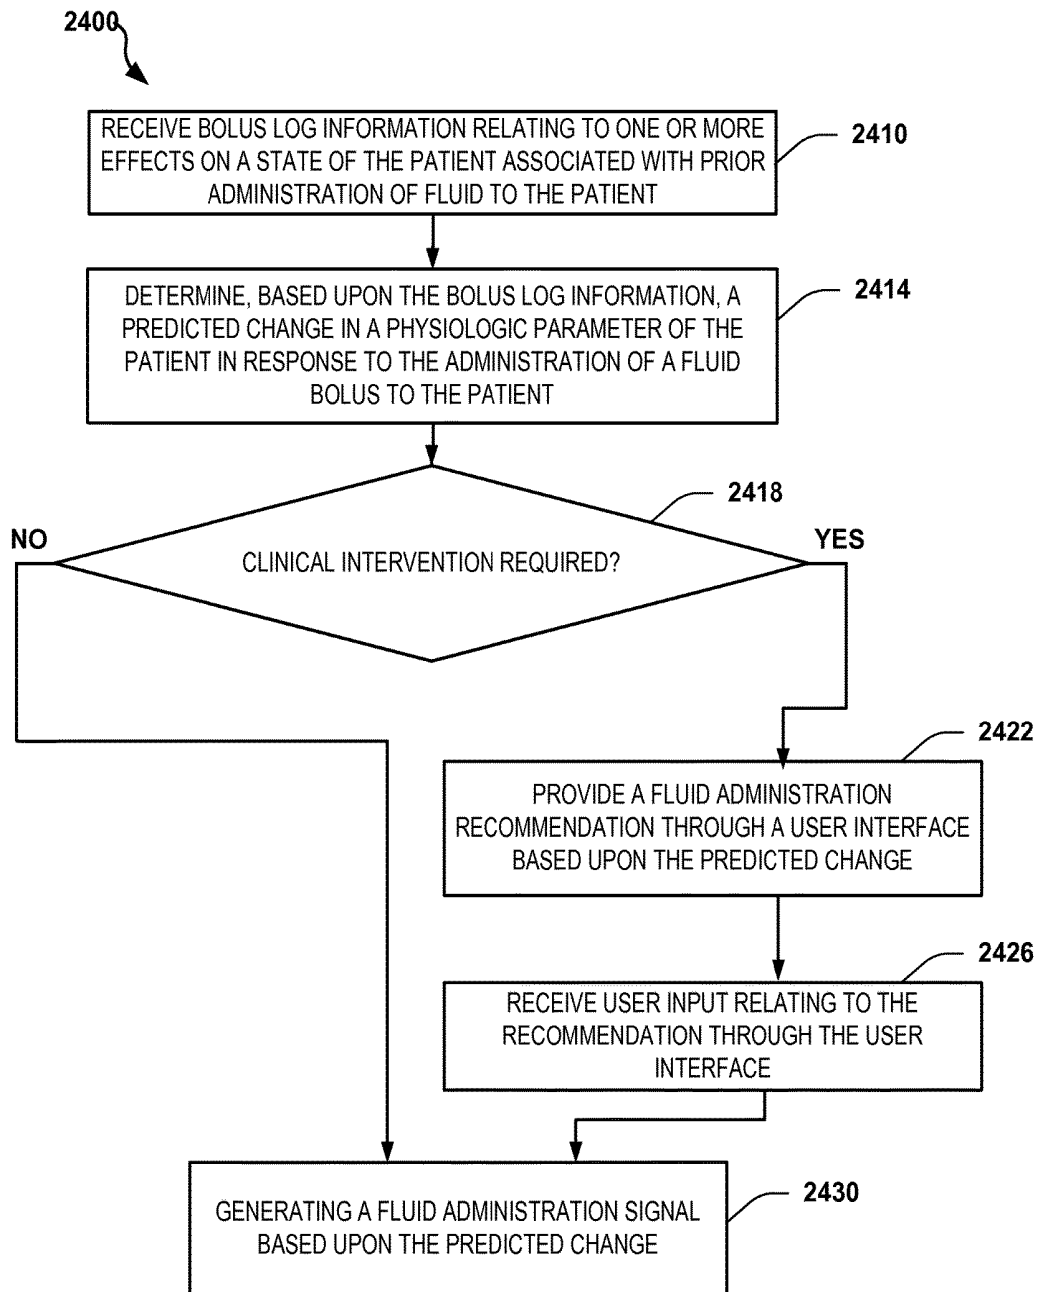 2400
RECEIVE BOLUS LOG INFORMATION RELATING TO ONE OR MORE
EFFECTS ON A STATE OF THE PATIENT ASSOCIATED WITH PRIOR
ADMINISTRATION OF FLUID TO THE PATIENT
2410
DETERMINE, BASED UPON THE BOLUS LOG INFORMATION, A
PREDICTED CHANGE IN A PHYSIOLOGIC PARAMETER OF THE
PATIENT IN RESPONSE TO THE ADMINISTRATION OF A FLUID
BOLUS TO THE PATIENT
2414
2418
NO
CLINICAL INTERVENTION REQUIRED?
YES
2422
PROVIDE A FLUID ADMINISTRATION
RECOMMENDATION THROUGH A USER INTERFACE
BASED UPON THE PREDICTED CHANGE
2426
RECEIVE USER INPUT RELATING TO THE
RECOMMENDATION THROUGH THE USER
INTERFACE
2430
GENERATING A FLUID ADMINISTRATION SIGNAL
BASED UPON THE PREDICTED CHANGE